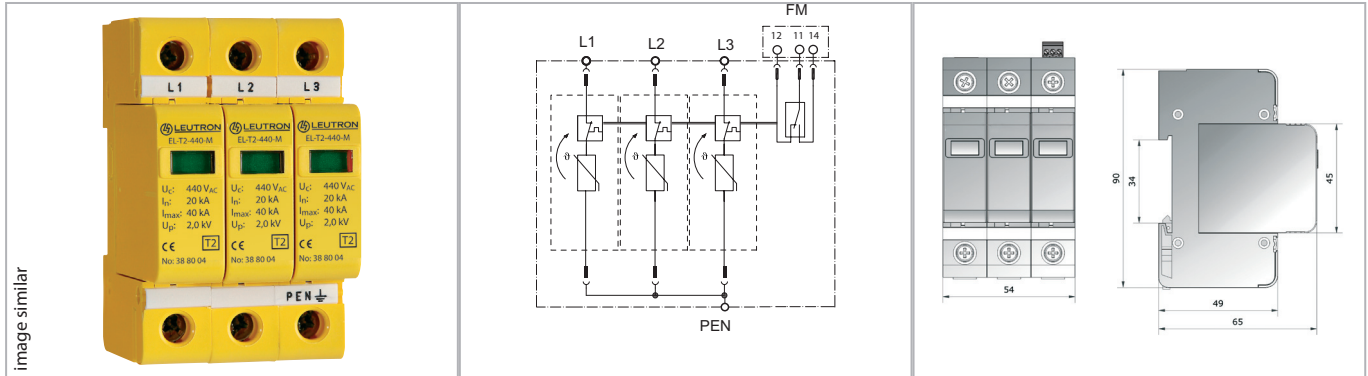 image similar
L 1 L 2 L 3
LEUTRON LEUTRON LEUTRON
EL-T2-440-M EL-T2-440-M EL-T2-440-M
Uc: 440 VAC Uc: 440 VAC Uc: 440 VAC
In: 20 kA In: 20 kA In: 20 kA
Imax: 40 kA Imax: 40 kA Imax: 40 kA
Up: 2,0 kV Up: 2,0 kV Up: 2,0 kV
CE T2 CE T2 CE T2
No: 38 80 04 No: 38 80 04 No: 38 80 04
PEN
FM
12 11 14
L1 L2 L3
ϑ ϑ ϑ
PEN
54
90
34
45
49
65